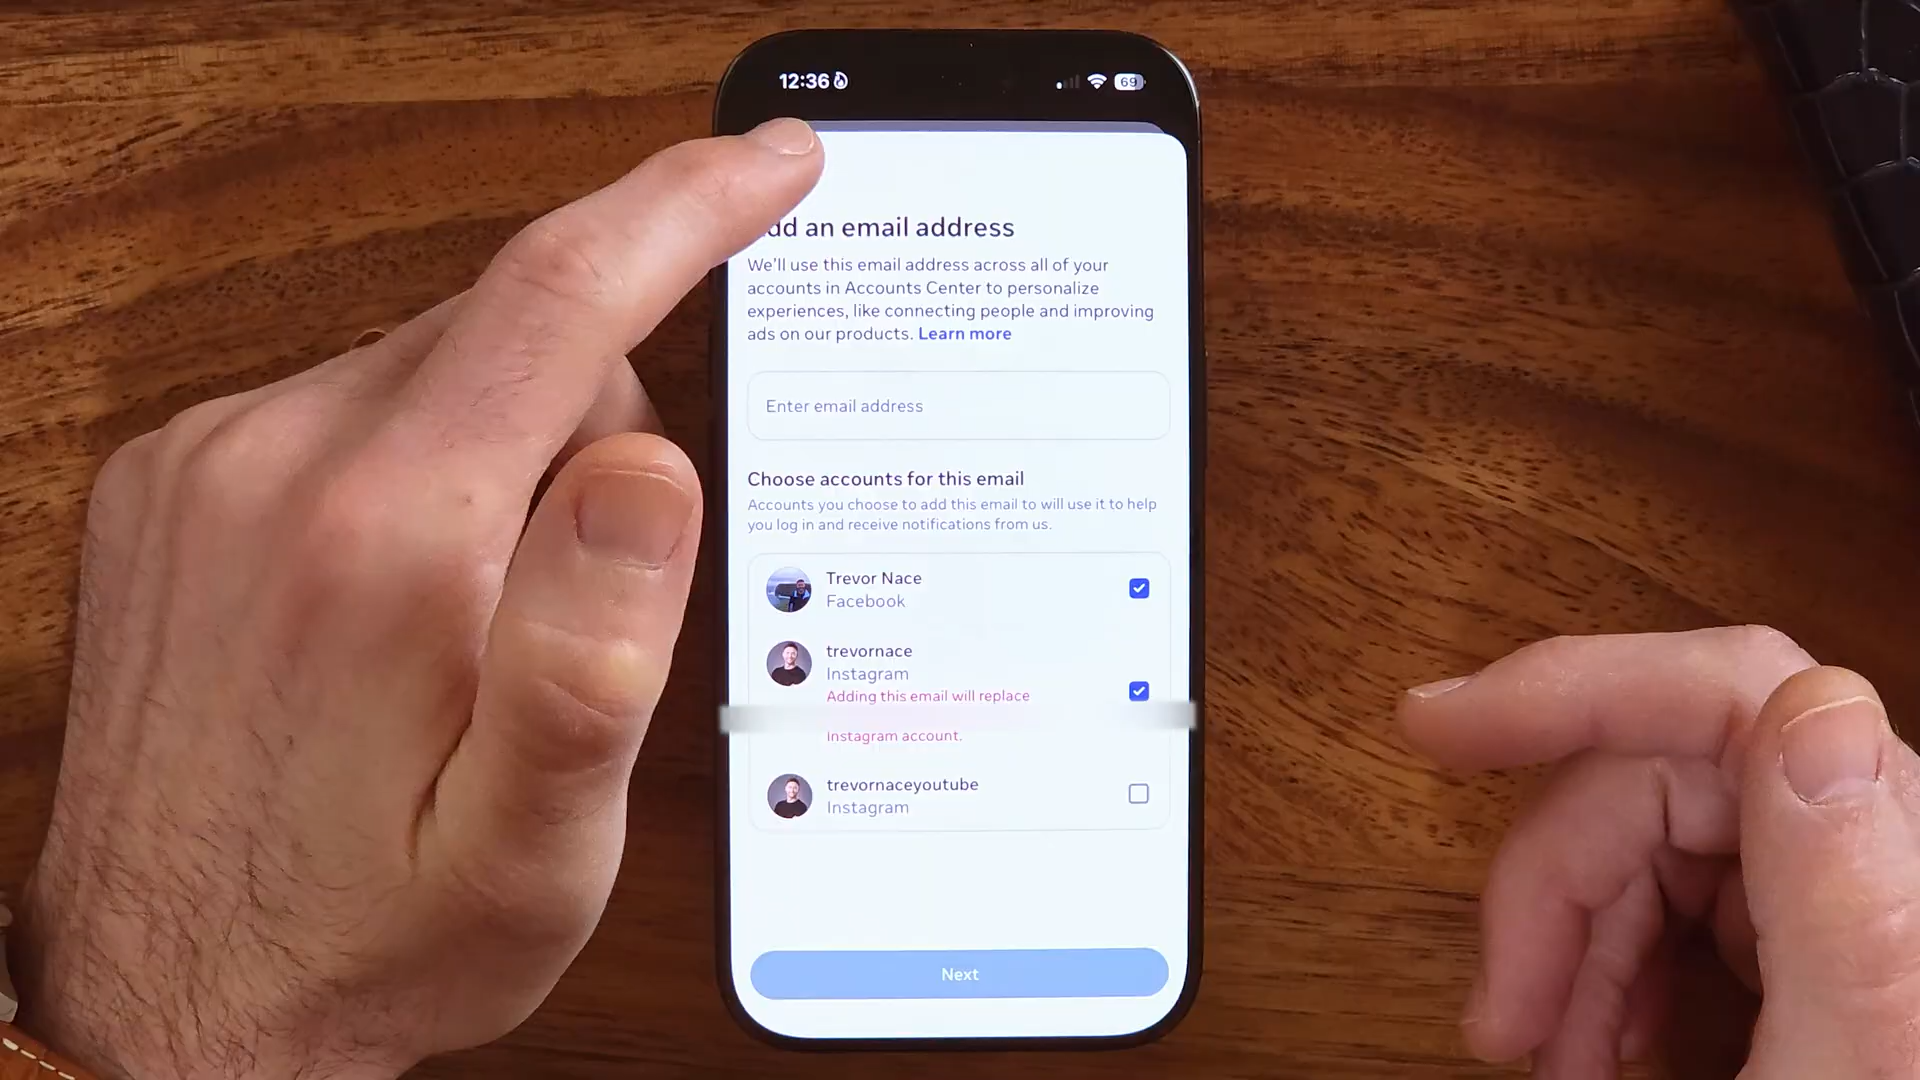 12:36
69
dd an email address
We'll use this email address across all of your
accounts in Accounts Center to personalize
experiences, like connecting people and improving
ads on our products. Learn more
Enter email address
Choose accounts for this email
Accounts you choose to add this email to will use it to help
you log in and receive notifications from us.
Trevor Nace
Facebook
trevornace
Instagram
Adding this email will replace
Instagram account.
trevornaceyoutube
Instagram
Next